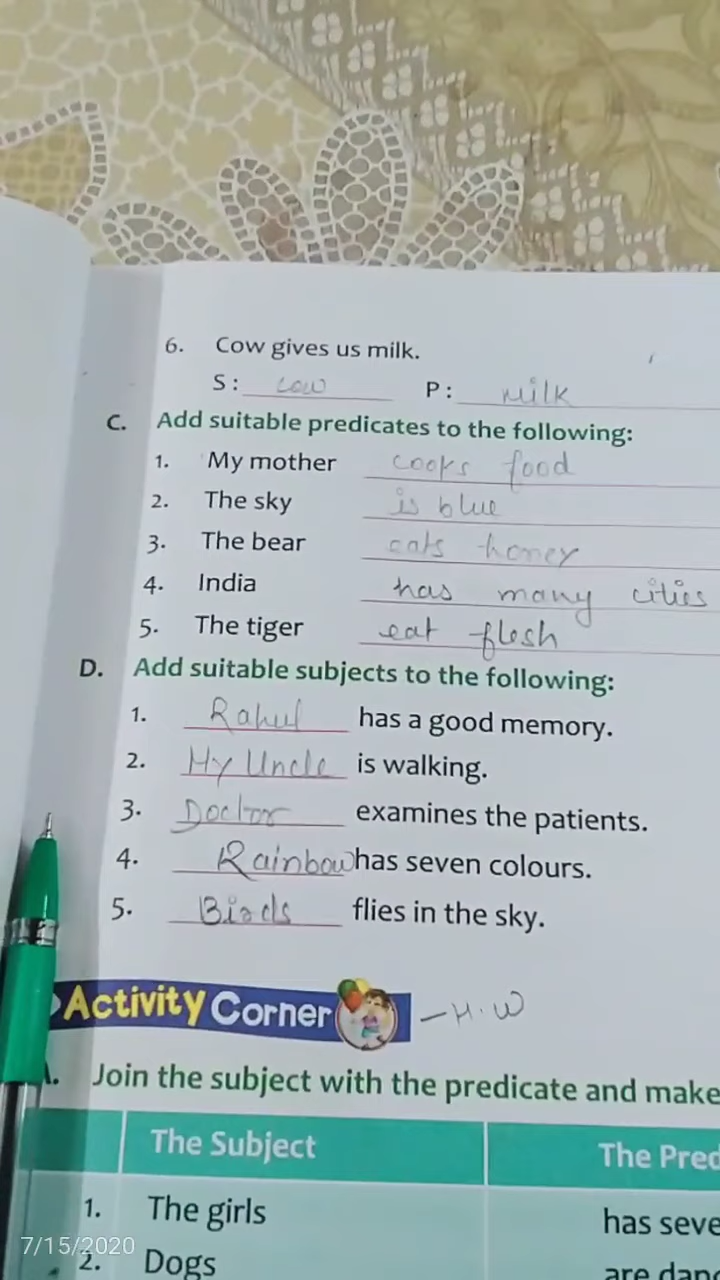 6. Cow gives us milk.
S: cow P: milk
C. Add suitable predicates to the following:
1. My mother cooks food
2. The sky is blue
3. The bear eats honey
4. India has many cities
5. The tiger eat flesh
D. Add suitable subjects to the following:
1. Rahul has a good memory.
2. My Uncle is walking.
3. Doctor examines the patients.
4. Rainbow has seven colours.
5. Birds flies in the sky.
Activity Corner - H.W
Join the subject with the predicate and make
The Subject The Pred
1. The girls has seve
7/15/2020
2. Dogs are dang